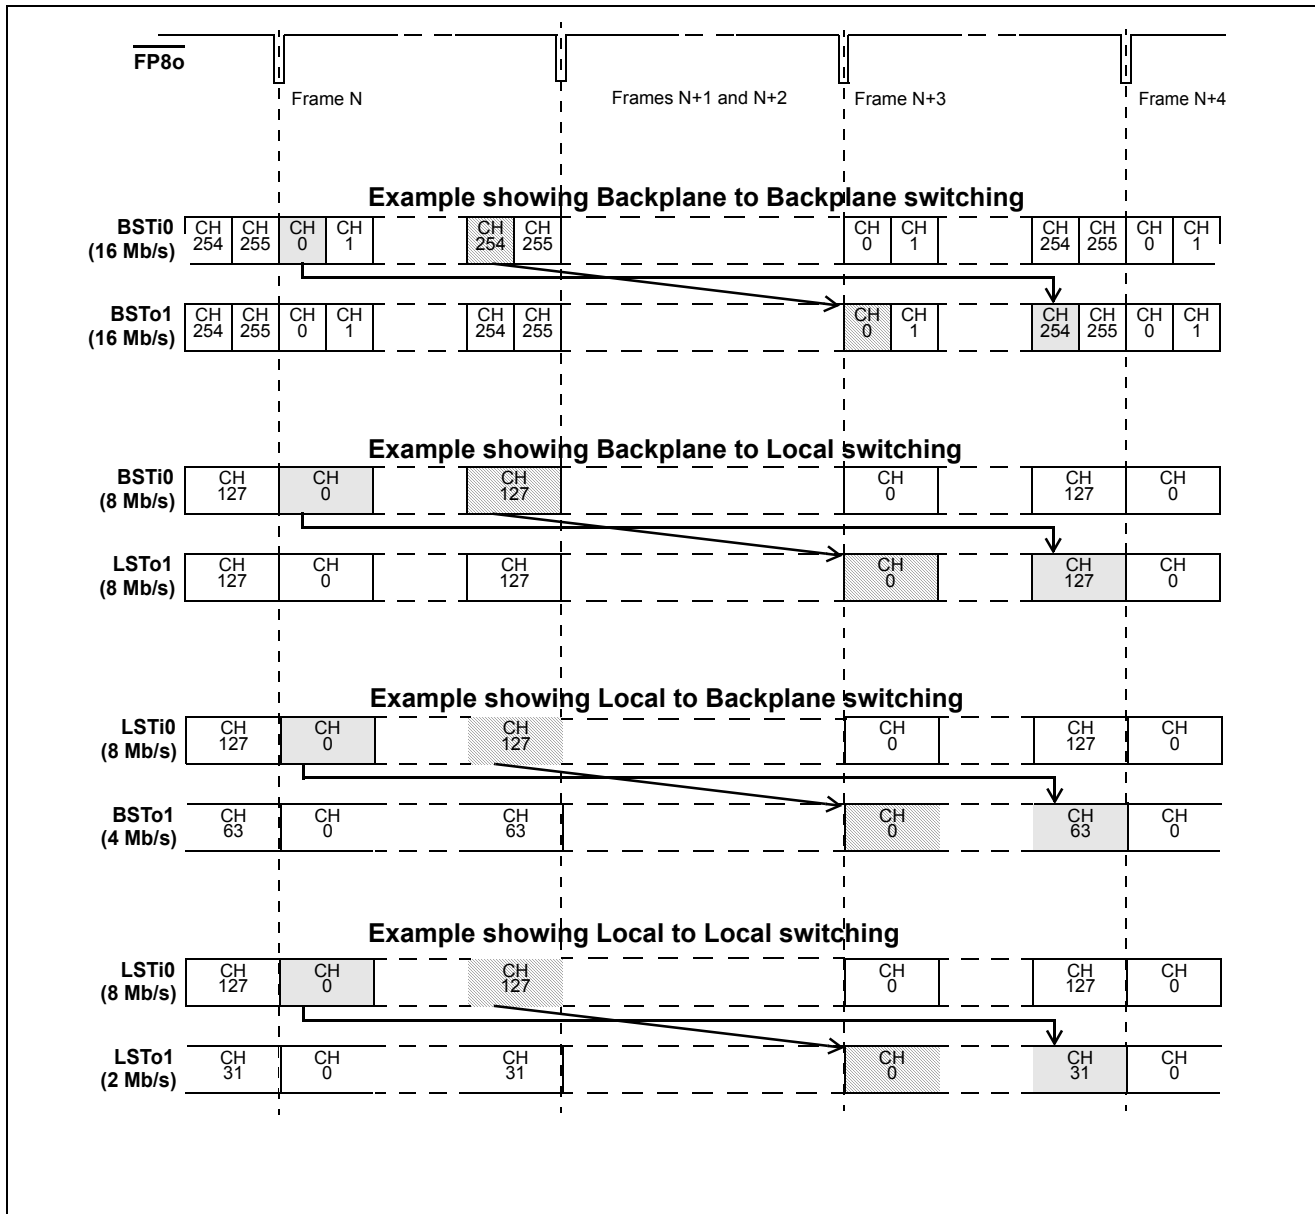 FP8o
Frame N
Frames N+1 and N+2
Frame N+3
Frame N+4
Example showing Backplane to Backplane switching
BSTi0
(16 Mb/s)
CH 254 CH 255 CH 0 CH 1 CH 254 CH 255 CH 0 CH 1 CH 254 CH 255 CH 0 CH 1
BSTo1
(16 Mb/s)
CH 254 CH 255 CH 0 CH 1 CH 254 CH 255 CH 0 CH 1 CH 254 CH 255 CH 0 CH 1
Example showing Backplane to Local switching
BSTi0
(8 Mb/s)
CH 127 CH 0 CH 127 CH 0 CH 127 CH 0
LSTo1
(8 Mb/s)
CH 127 CH 0 CH 127 CH 0 CH 127 CH 0
Example showing Local to Backplane switching
LSTi0
(8 Mb/s)
CH 127 CH 0 CH 127 CH 0 CH 127 CH 0
BSTo1
(4 Mb/s)
CH 63 CH 0 CH 63 CH 0 CH 63 CH 0
Example showing Local to Local switching
LSTi0
(8 Mb/s)
CH 127 CH 0 CH 127 CH 0 CH 127 CH 0
LSTo1
(2 Mb/s)
CH 31 CH 0 CH 31 CH 0 CH 31 CH 0